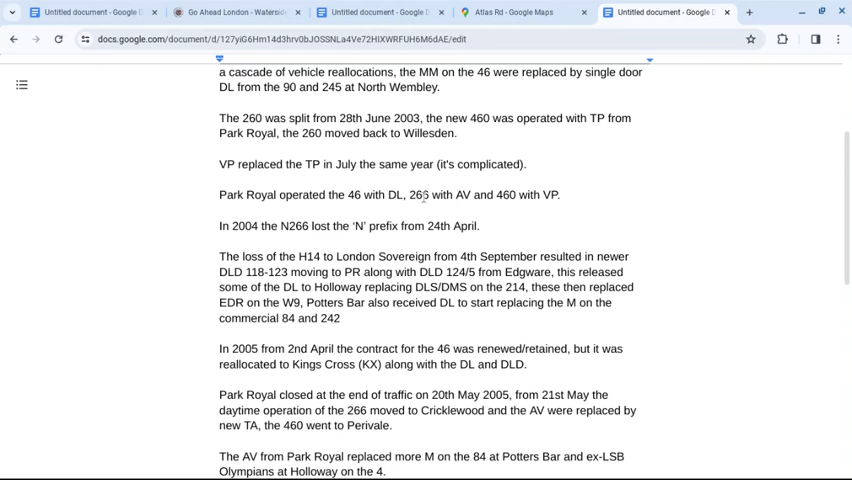 Untitled document - Google D
Go Ahead London - Watersid
Untitled document - Google D
Atlas Rd - Google Maps
Untitled document - Google D
docs.google.com/document/d/127yiG6Hm14d3hrv0bJOSSNLa4Ve72HIXWRFUH6M6dAE/edit
a cascade of vehicle reallocations, the MM on the 46 were replaced by single door
DL from the 90 and 245 at North Wembley.
The 260 was split from 28th June 2003, the new 460 was operated with TP from
Park Royal, the 260 moved back to Willesden.
VP replaced the TP in July the same year (it's complicated).
Park Royal operated the 46 with DL, 266 with AV and 460 with VP.
In 2004 the N266 lost the ‘N’ prefix from 24th April.
The loss of the H14 to London Sovereign from 4th September resulted in newer
DLD 118-123 moving to PR along with DLD 124/5 from Edgware, this released
some of the DL to Holloway replacing DLS/DMS on the 214, these then replaced
EDR on the W9, Potters Bar also received DL to start replacing the M on the
commercial 84 and 242
In 2005 from 2nd April the contract for the 46 was renewed/retained, but it was
reallocated to Kings Cross (KX) along with the DL and DLD.
Park Royal closed at the end of traffic on 20th May 2005, from 21st May the
daytime operation of the 266 moved to Cricklewood and the AV were replaced by
new TA, the 460 went to Perivale.
The AV from Park Royal replaced more M on the 84 at Potters Bar and ex-LSB
Olympians at Holloway on the 4.